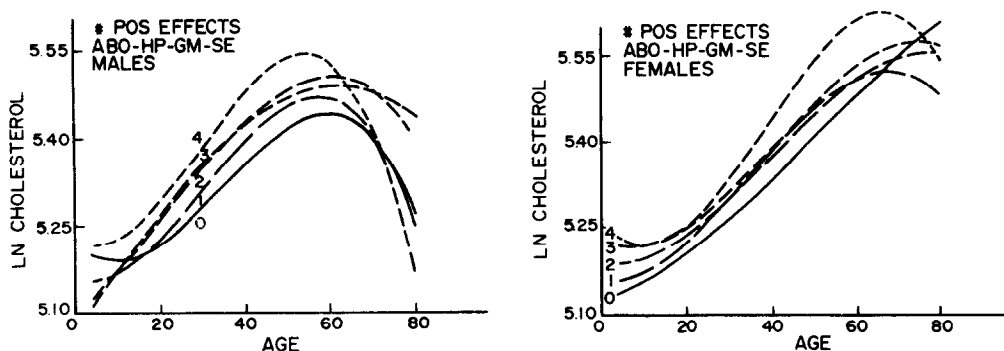 # POS EFFECTS
ABO-HP-GM-SE
MALES
LN CHOLESTEROL
5.55
5.40
5.25
5.10
4
3
2
1
0
0 20 40 60 80
AGE
# POS EFFECTS
ABO-HP-GM-SE
FEMALES
LN CHOLESTEROL
5.55
5.40
5.25
5.10
4
3
2
1
0
0 20 40 60 80
AGE